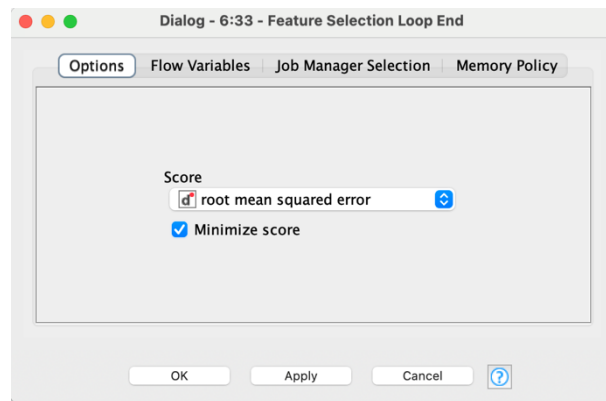 Dialog - 6:33 - Feature Selection Loop End
Options Flow Variables Job Manager Selection Memory Policy
Score
d root mean squared error
Minimize score
OK Apply Cancel ?